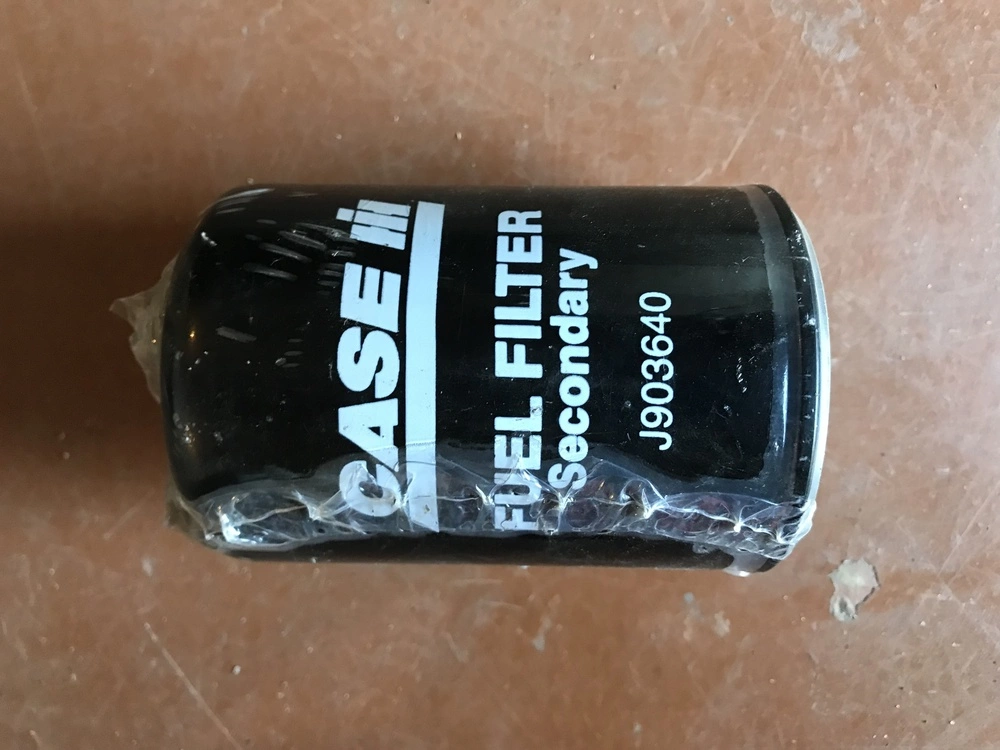 CASE IH
FUEL FILTER
Secondary
J903640